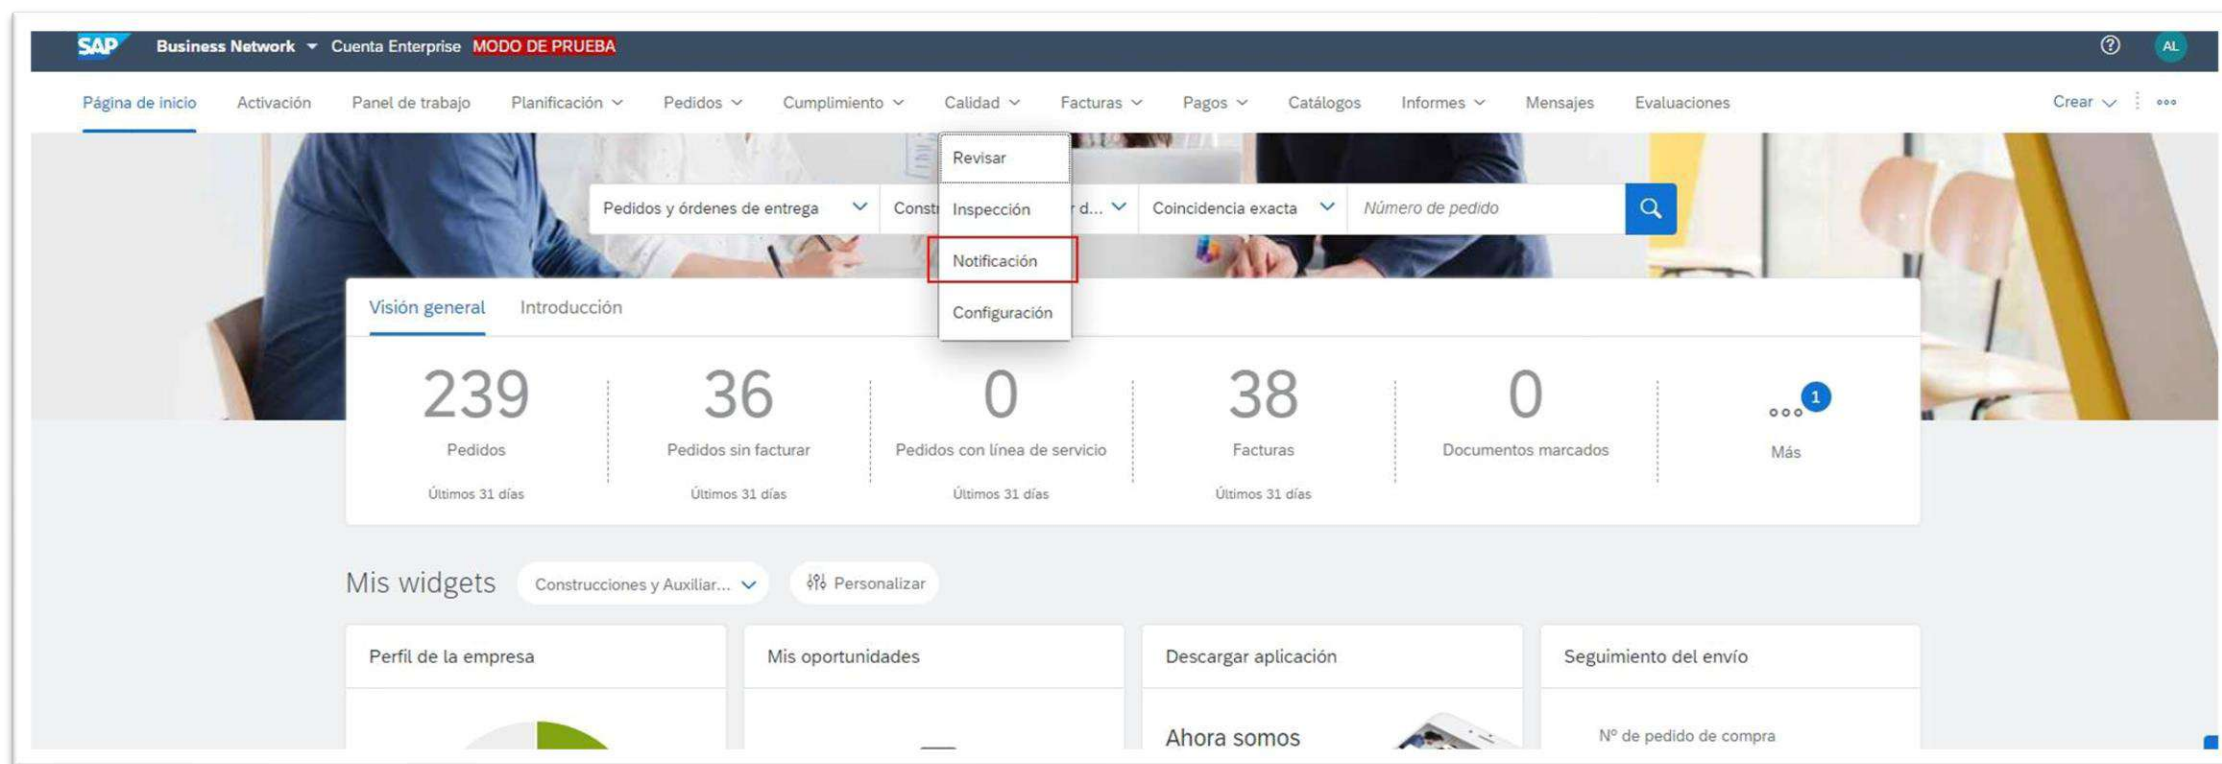 SAP Business Network Cuenta Enterprise MODO DE PRUEBA AL
Página de inicio Activación Panel de trabajo Planificación Pedidos Cumplimiento Calidad Facturas Pagos Catálogos Informes Mensajes Evaluaciones Crear
Revisar
Pedidos y órdenes de entrega Const Inspección r d... Coincidencia exacta Número de pedido
Notificación
Configuración
Visión general Introducción
239 36 0 38 0 1
Pedidos Pedidos sin facturar Pedidos con línea de servicio Facturas Documentos marcados Más
Últimos 31 días Últimos 31 días Últimos 31 días Últimos 31 días
Mis widgets Construcciones y Auxiliar... Personalizar
Perfil de la empresa Mis oportunidades Descargar aplicación Seguimiento del envío
Ahora somos Nº de pedido de compra